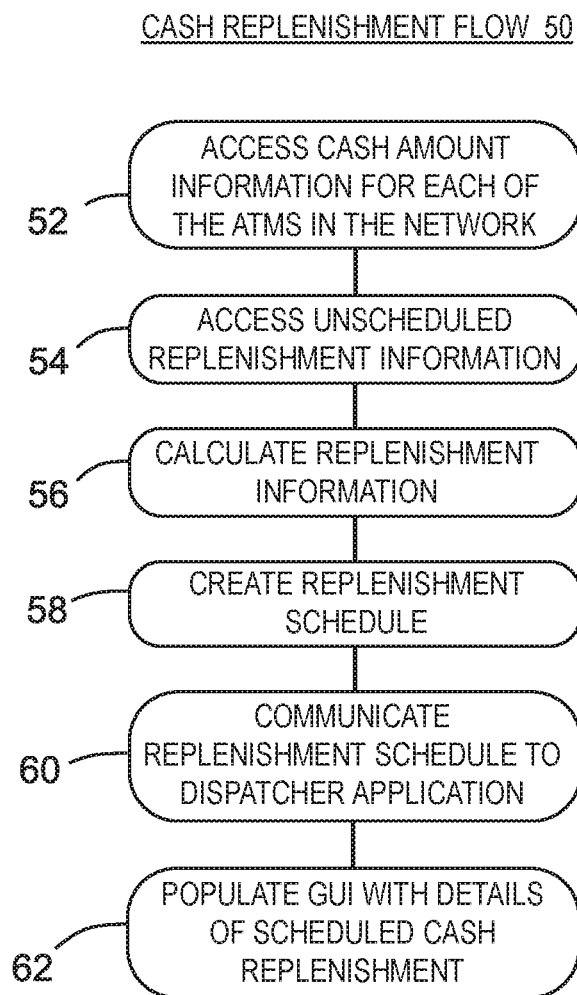 CASH REPLENISHMENT FLOW 50
ACCESS CASH AMOUNT
INFORMATION FOR EACH OF
THE ATMS IN THE NETWORK
52
ACCESS UNSCHEDULED
REPLENISHMENT INFORMATION
54
CALCULATE REPLENISHMENT
INFORMATION
56
CREATE REPLENISHMENT
SCHEDULE
58
COMMUNICATE
REPLENISHMENT SCHEDULE TO
DISPATCHER APPLICATION
60
POPULATE GUI WITH DETAILS
OF SCHEDULED CASH
REPLENISHMENT
62